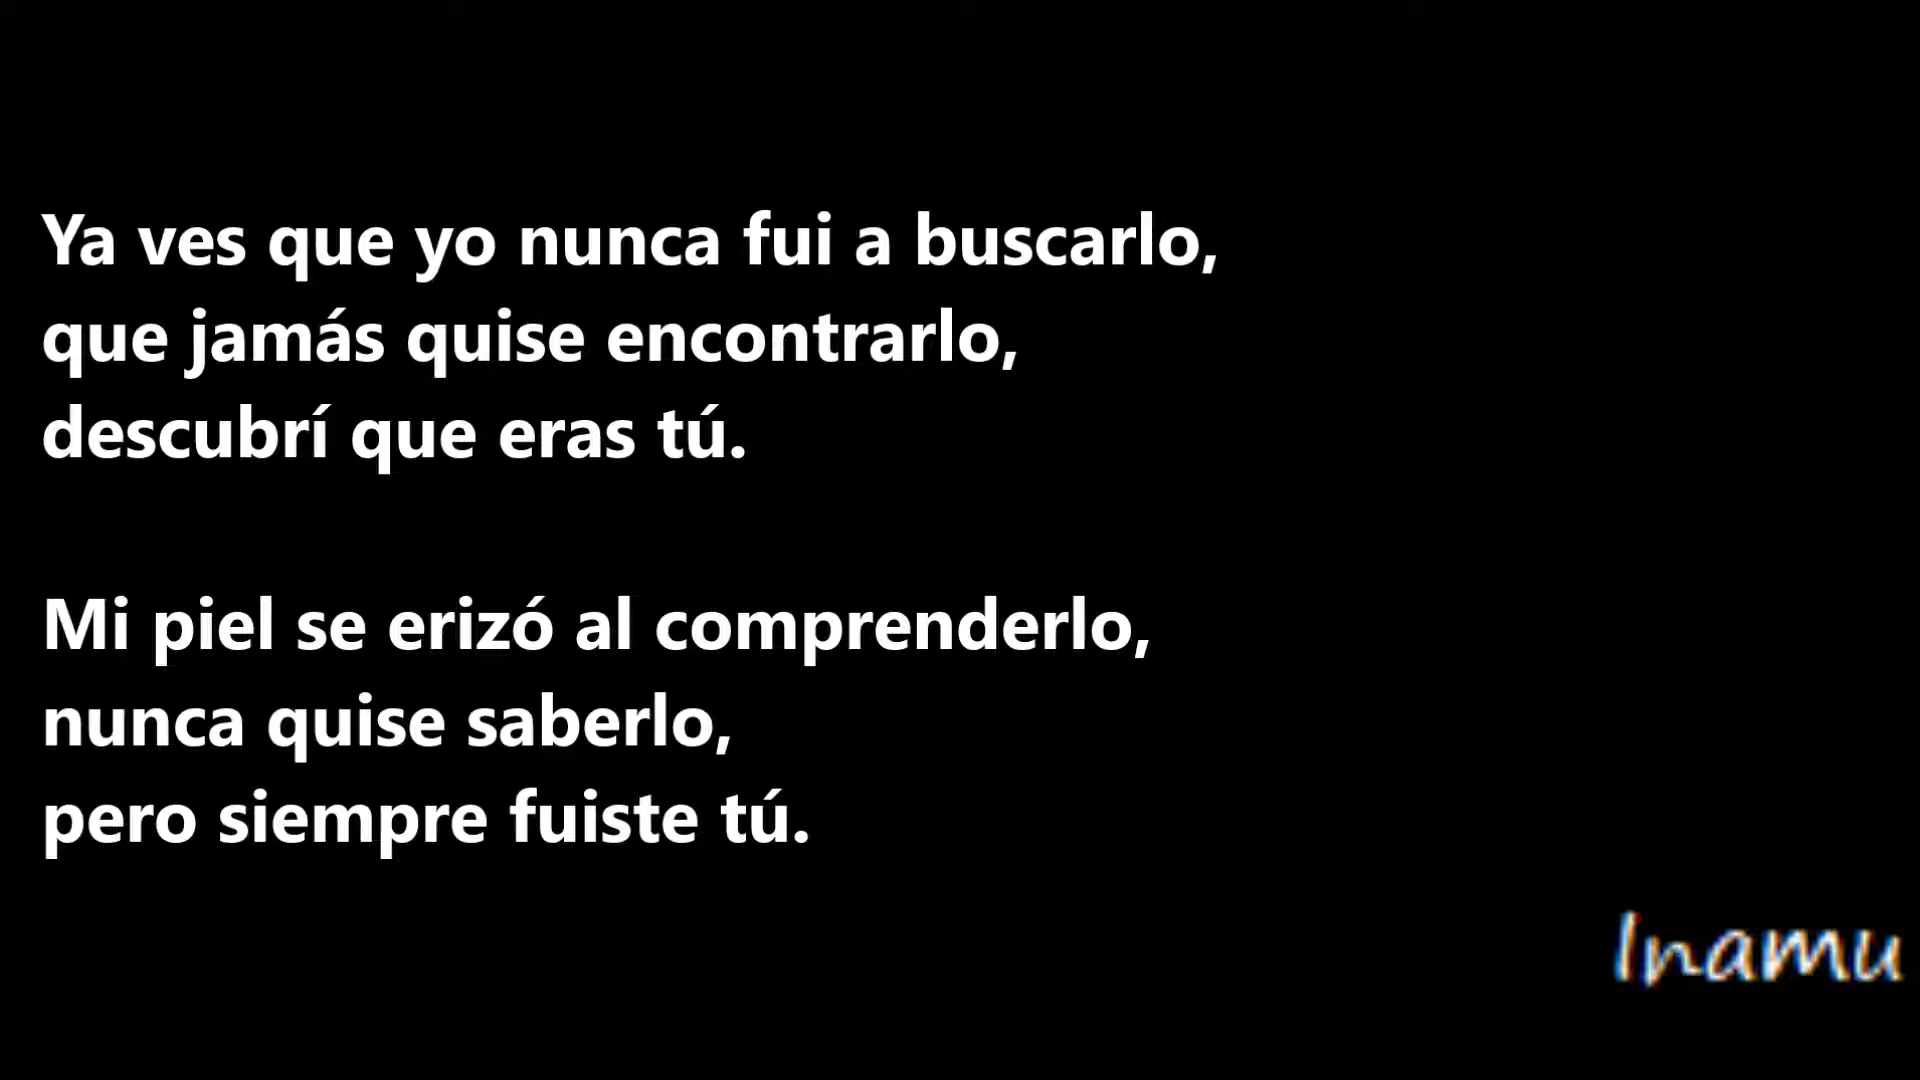 Ya ves que yo nunca fui a buscarlo,
que jamás quise encontrarlo,
descubrí que eras tú.
Mi piel se erizó al comprenderlo,
nunca quise saberlo,
pero siempre fuiste tú.
Inamu